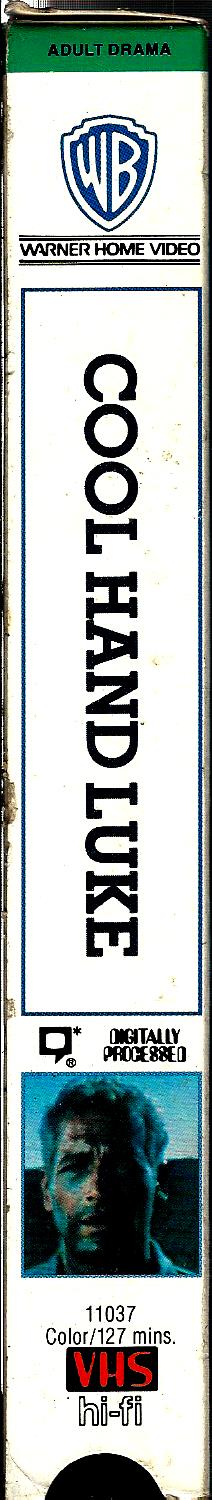 ADULT DRAMA
WB
WARNER HOME VIDEO
COOL HAND LUKE
*
®
DIGITALLY
PROCESSED
11037
Color/127 mins.
VHS
hi-fi